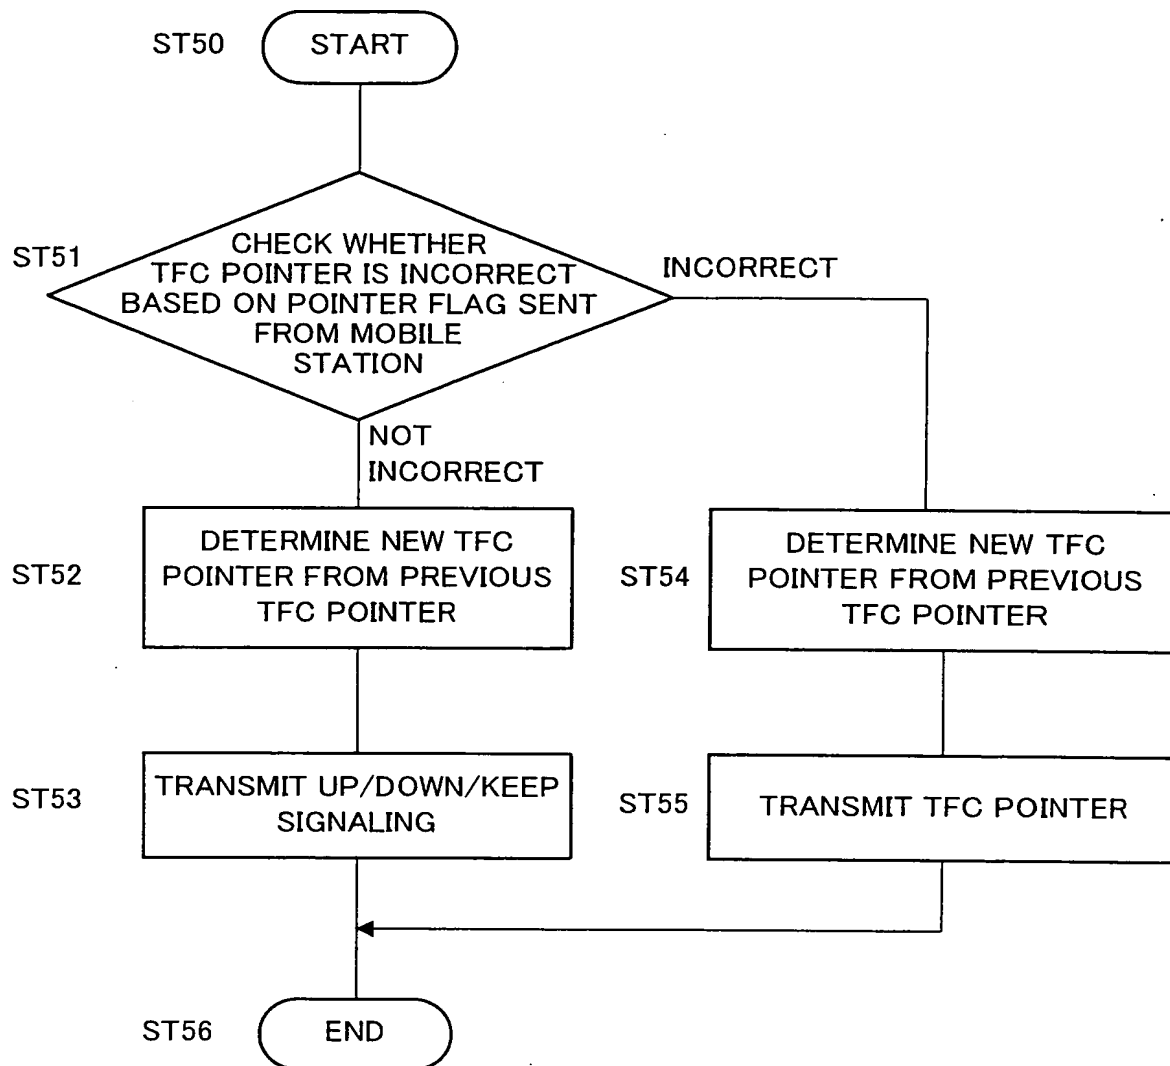 ST50
START
ST51
CHECK WHETHER
TFC POINTER IS INCORRECT
BASED ON POINTER FLAG SENT
FROM MOBILE
STATION
INCORRECT
NOT
INCORRECT
ST52
DETERMINE NEW TFC
POINTER FROM PREVIOUS
TFC POINTER
ST54
DETERMINE NEW TFC
POINTER FROM PREVIOUS
TFC POINTER
ST53
TRANSMIT UP/DOWN/KEEP
SIGNALING
ST55
TRANSMIT TFC POINTER
ST56
END